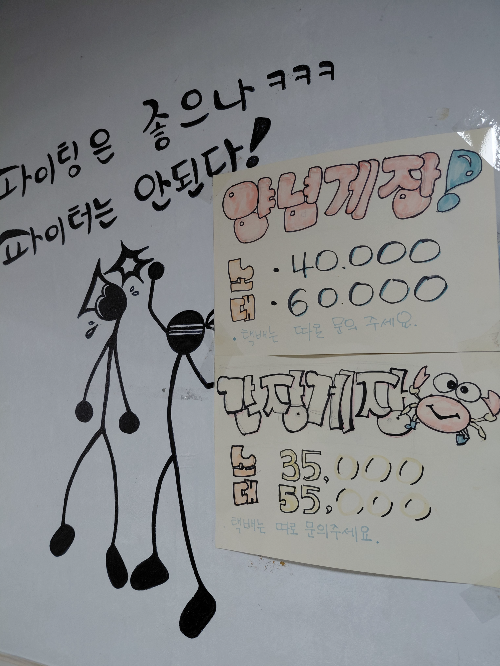 파이팅은 좋으나 ㅋㅋㅋ
파이터는 안된다!
양념게장!
소 · 40.000
대 · 60.000
· 택배는 따로 문의 주세요.
간장게장
소 35,000
대 55,000
택배는 따로 문의주세요.